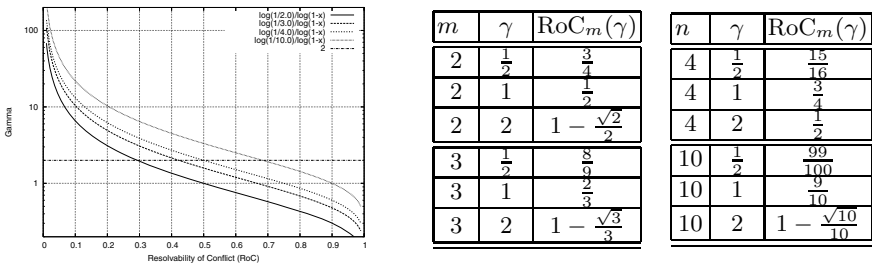 log(1/2.0)/log(1-x)
log(1/3.0)/log(1-x)
log(1/4.0)/log(1-x)
log(1/10.0)/log(1-x)
2
100
10
1
Gamma
0 0.1 0.2 0.3 0.4 0.5 0.6 0.7 0.8 0.9 1
Resolvability of Conflict (RoC)
m γ RoC_m(γ)
2 1/2 3/4
2 1 1/2
2 2 1 − √2/2
3 1/2 8/9
3 1 2/3
3 2 1 − √3/3
n γ RoC_m(γ)
4 1/2 15/16
4 1 3/4
4 2 1/2
10 1/2 99/100
10 1 9/10
10 2 1 − √10/10